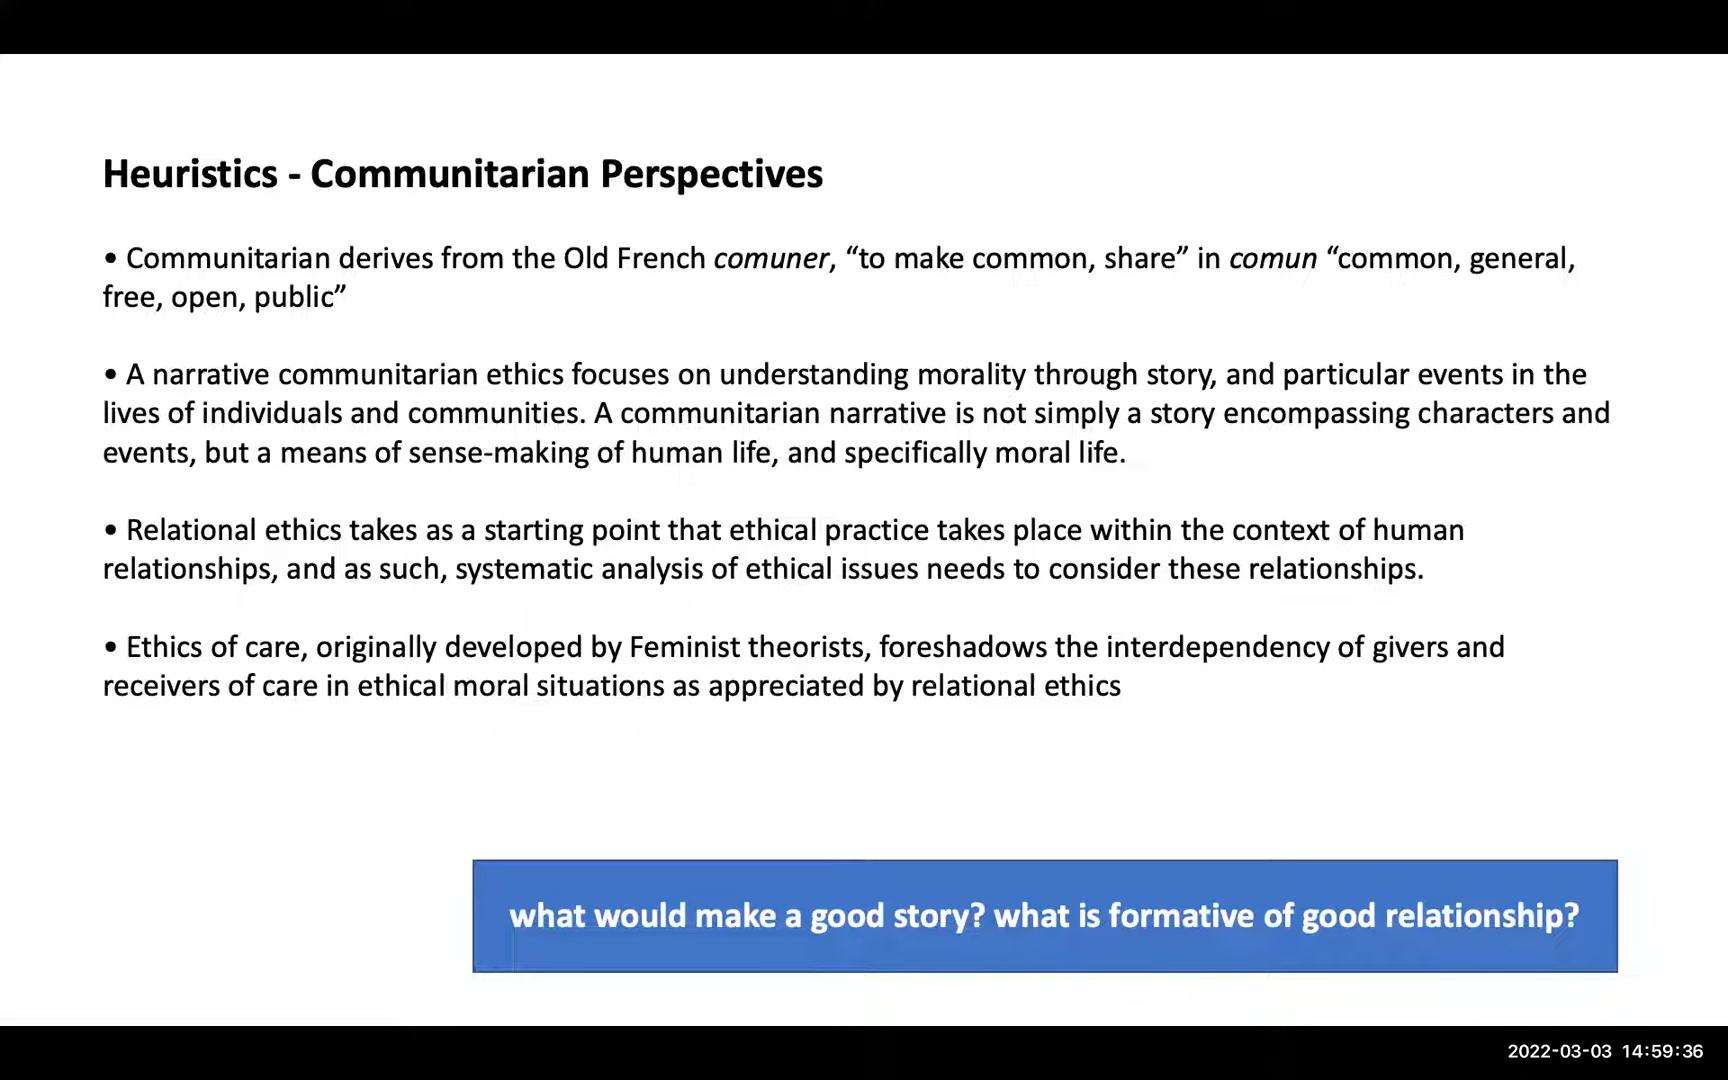 Heuristics - Communitarian Perspectives
• Communitarian derives from the Old French comuner, “to make common, share” in comun “common, general,
free, open, public”
• A narrative communitarian ethics focuses on understanding morality through story, and particular events in the
lives of individuals and communities. A communitarian narrative is not simply a story encompassing characters and
events, but a means of sense-making of human life, and specifically moral life.
• Relational ethics takes as a starting point that ethical practice takes place within the context of human
relationships, and as such, systematic analysis of ethical issues needs to consider these relationships.
• Ethics of care, originally developed by Feminist theorists, foreshadows the interdependency of givers and
receivers of care in ethical moral situations as appreciated by relational ethics
what would make a good story? what is formative of good relationship?
2022-03-03 14:59:36